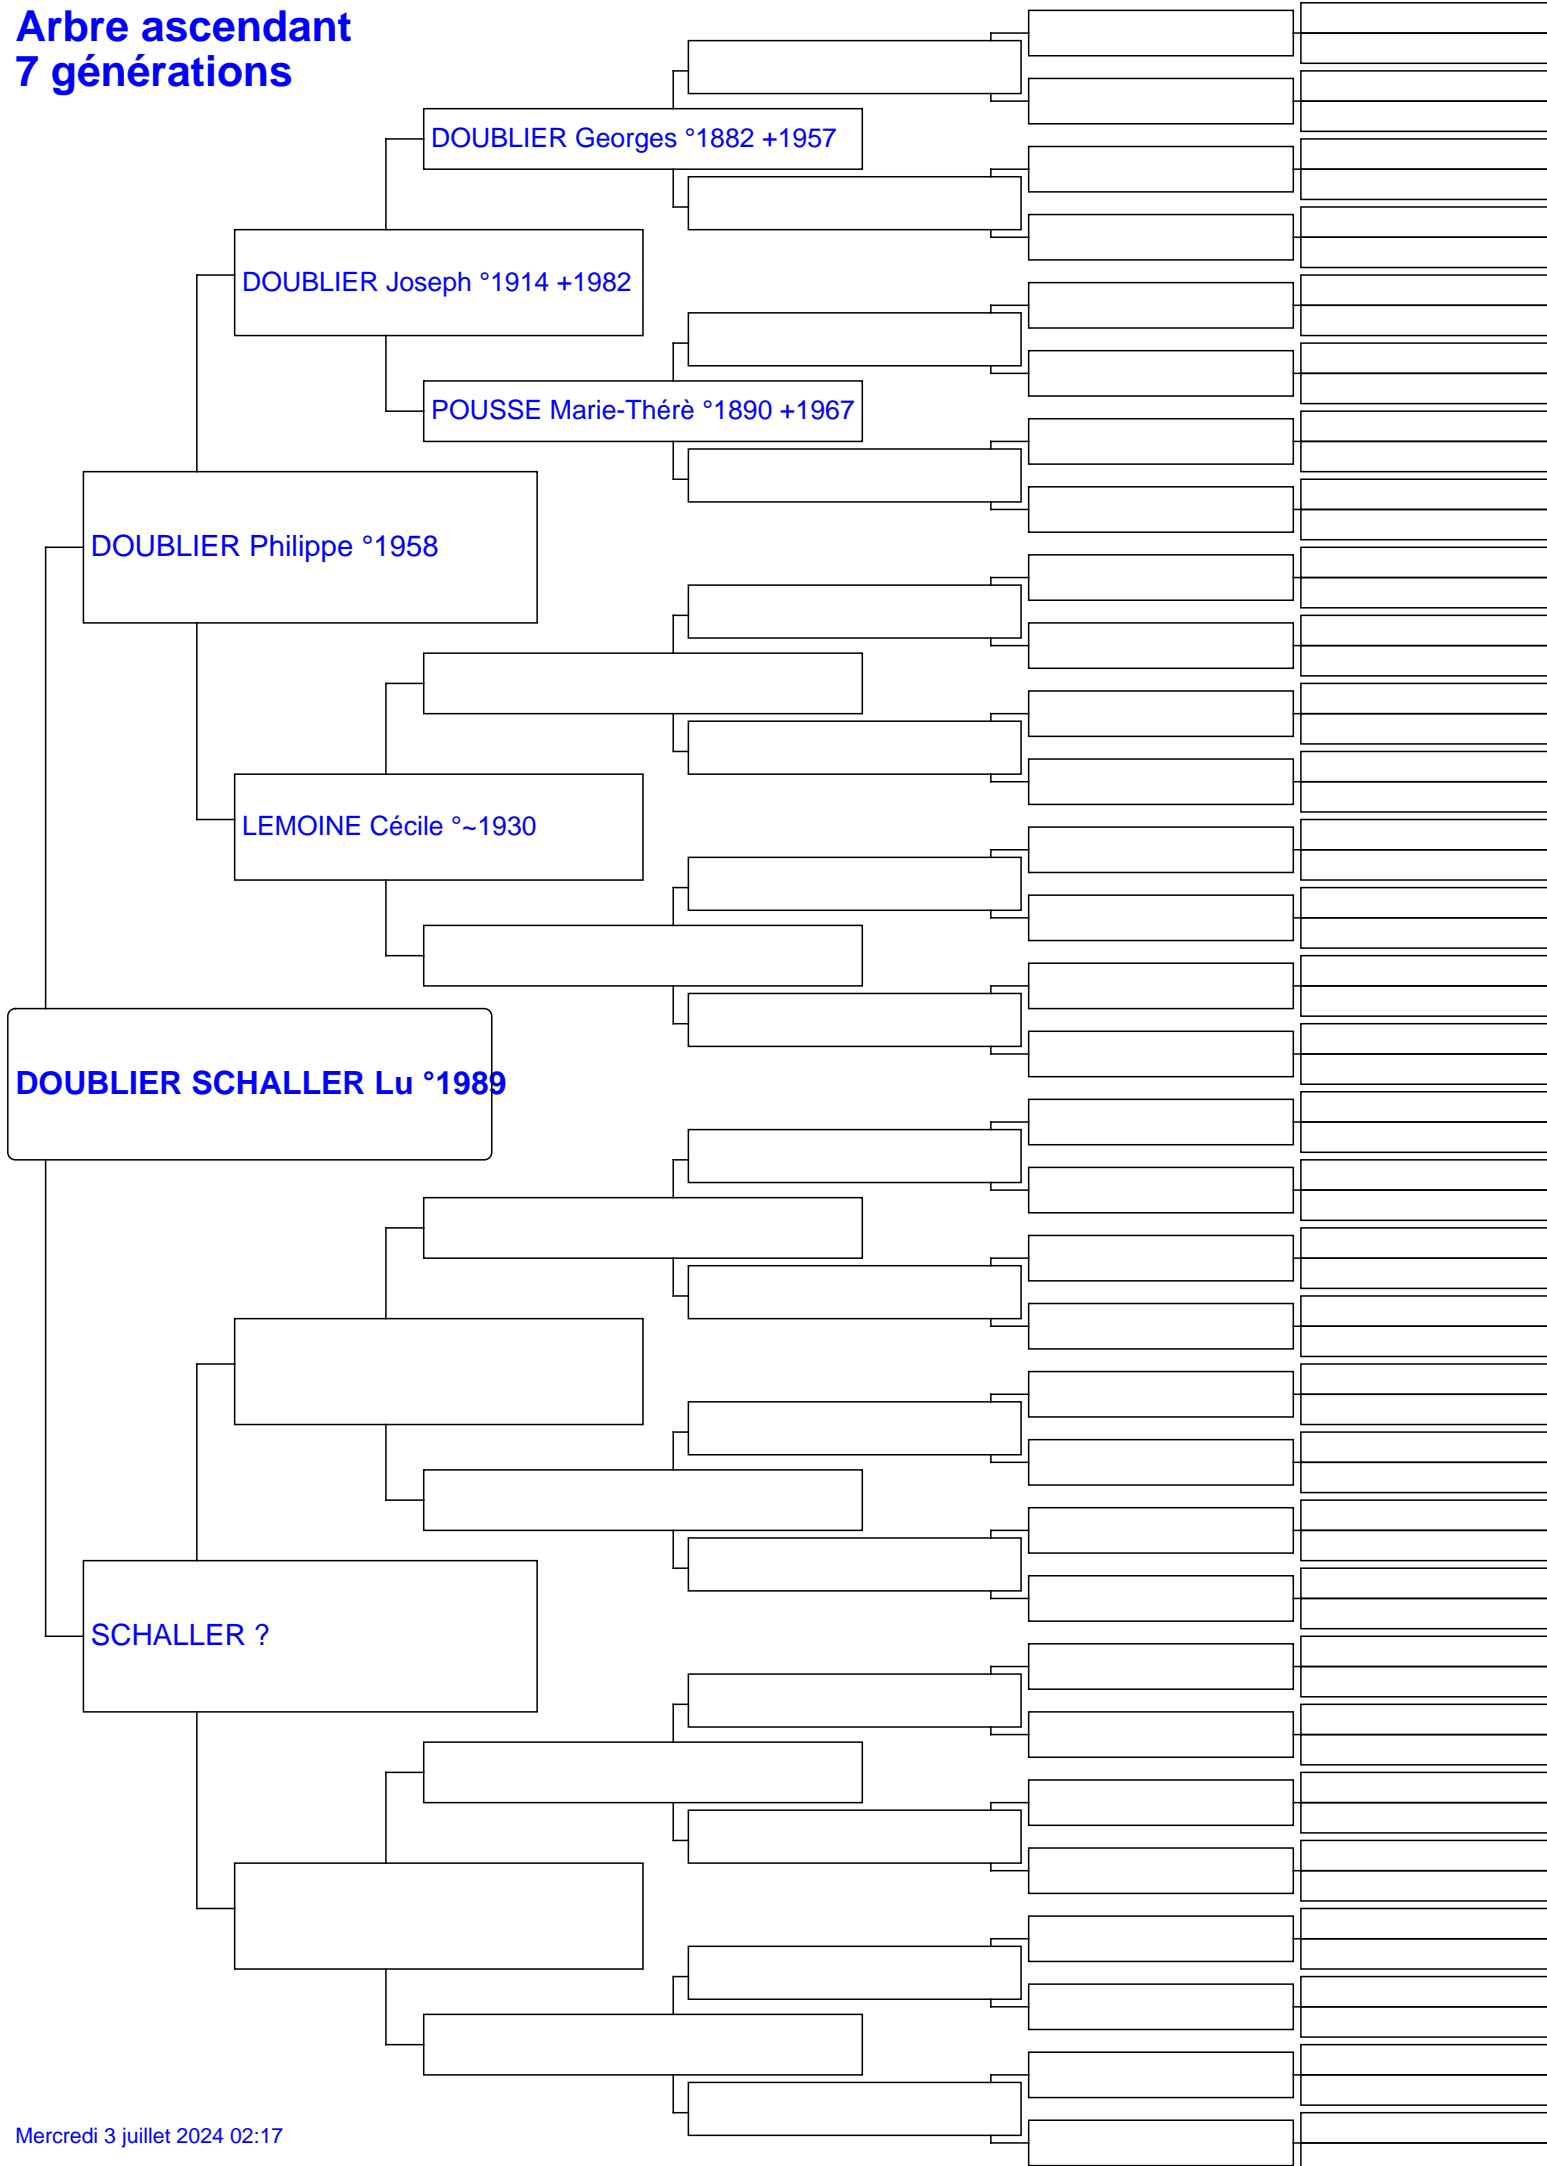 Arbre ascendant
7 générations
DOUBLIER Georges °1882 +1957
DOUBLIER Joseph °1914 +1982
POUSSE Marie-Thérè °1890 +1967
DOUBLIER Philippe °1958
LEMOINE Cécile °~1930
DOUBLIER SCHALLER Lu °1989
SCHALLER ?
Mercredi 3 juillet 2024 02:17